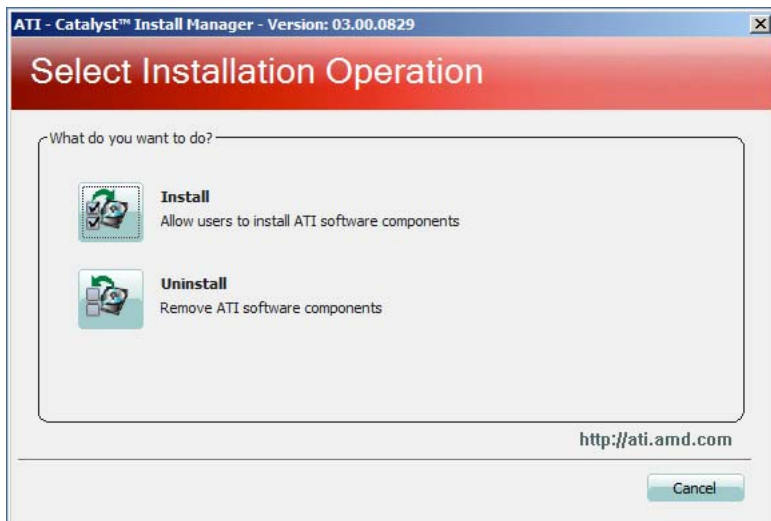 ATI - Catalyst™ Install Manager - Version: 03.00.0829
Select Installation Operation
What do you want to do?
Install
Allow users to install ATI software components
Uninstall
Remove ATI software components
http://ati.amd.com
Cancel